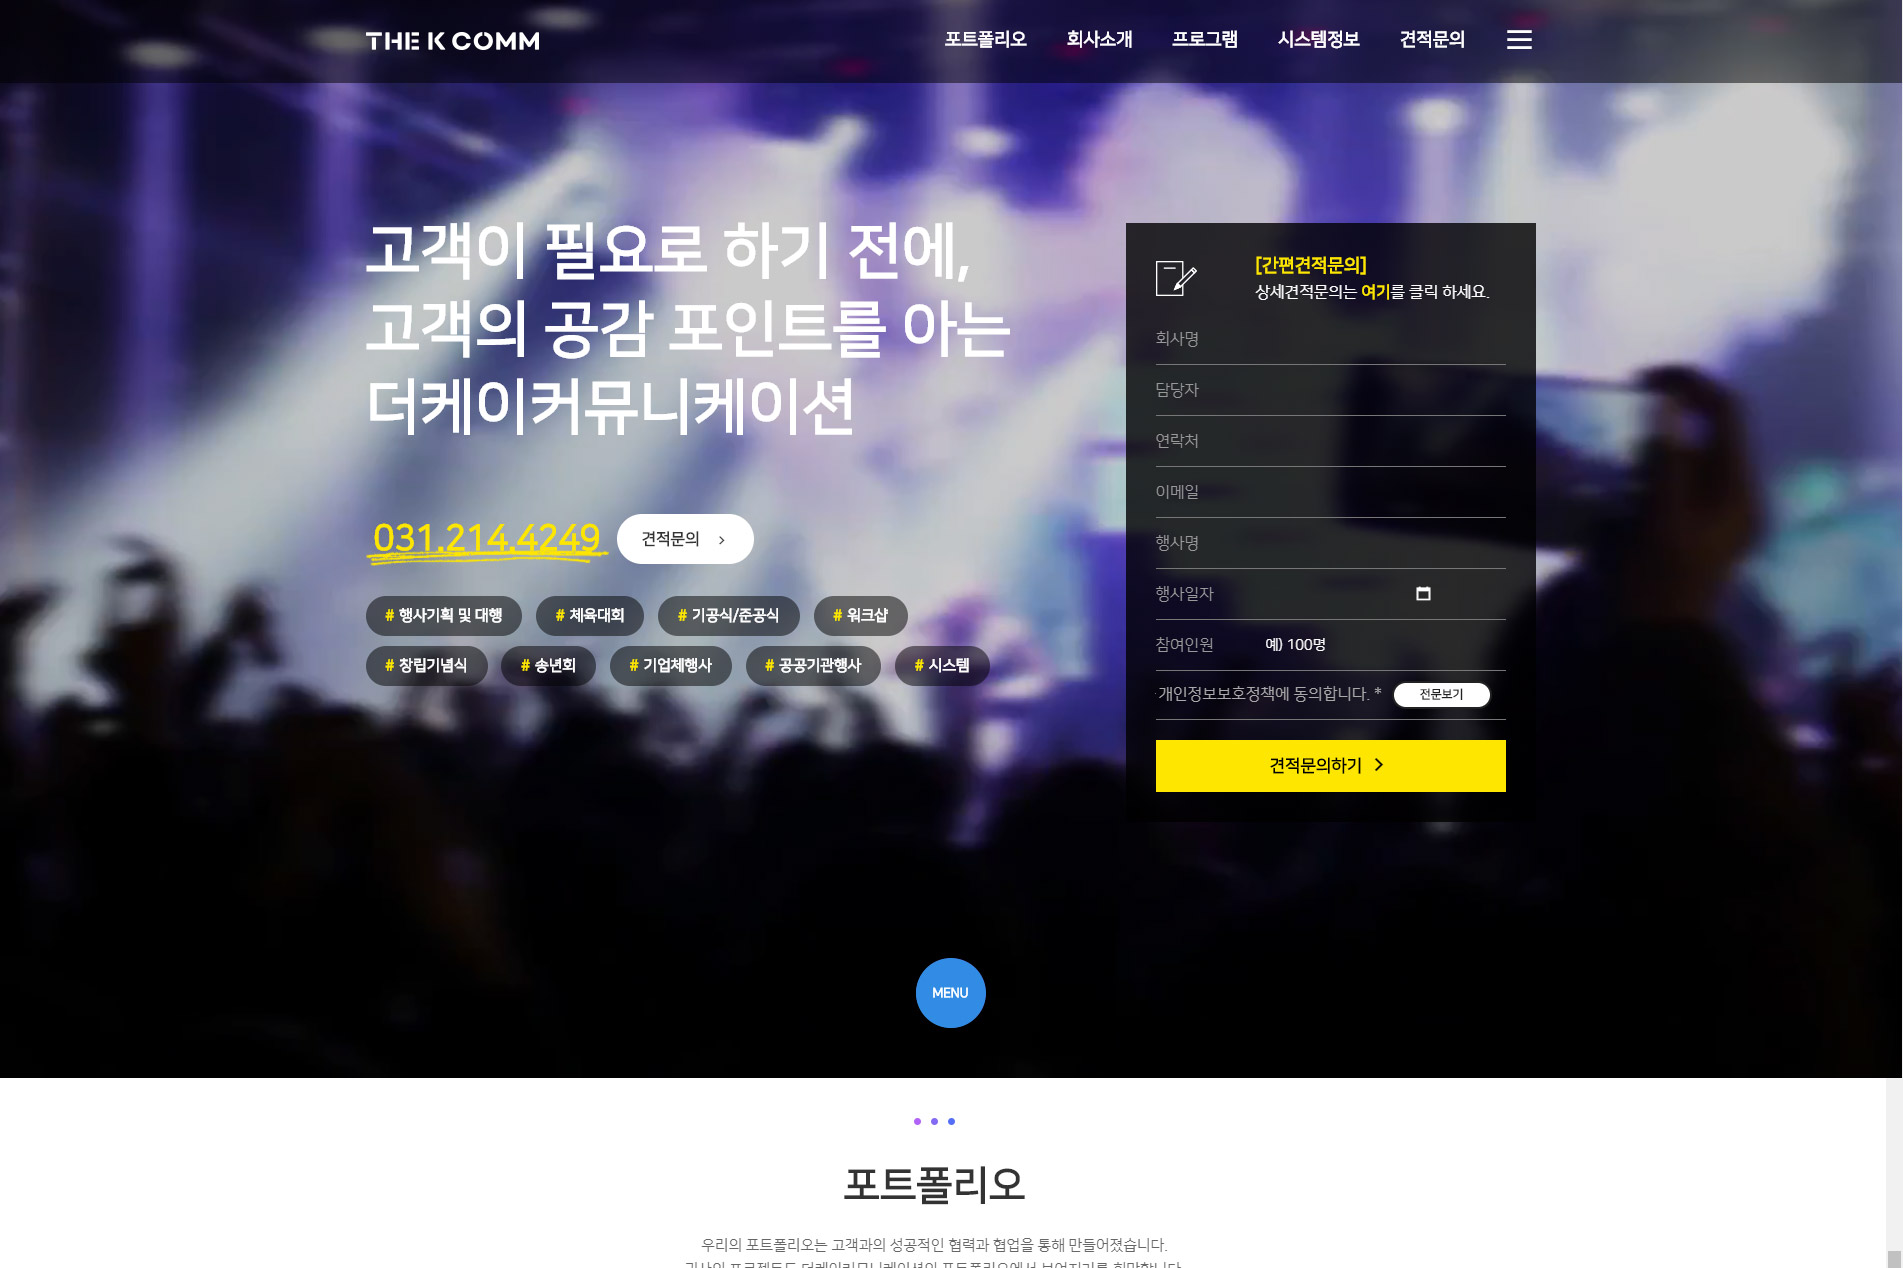 THE K COMM
포트폴리오 회사소개 프로그램 시스템정보 견적문의
고객이 필요로 하기 전에,
고객의 공감 포인트를 아는
더케이커뮤니케이션
031.214.4249 견적문의
# 행사기획 및 대행 # 체육대회 # 기공식/준공식 # 워크샵
# 창립기념식 # 송년회 # 기업체행사 # 공공기관행사 # 시스템
[간편견적문의]
상세견적문의는 여기를 클릭 하세요.
회사명
담당자
연락처
이메일
행사명
행사일자
참여인원 예) 100명
개인정보보호정책에 동의합니다. * 전문보기
견적문의하기
MENU
포트폴리오
우리의 포트폴리오는 고객과의 성공적인 협력과 협업을 통해 만들어졌습니다.